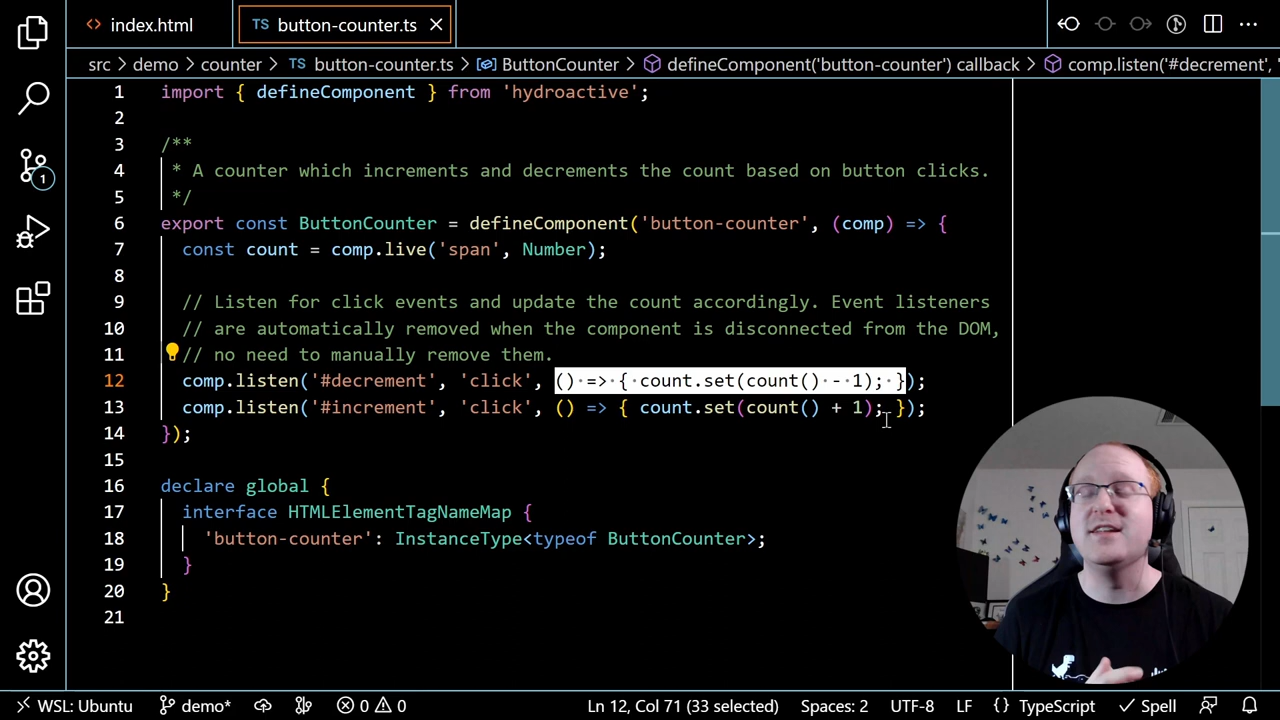 index.html
TS button-counter.ts
src > demo > counter > TS button-counter.ts > ButtonCounter > defineComponent('button-counter') callback > comp.listen('#decrement', '
1 import { defineComponent } from 'hydroactive';
2
3 /**
4 * A counter which increments and decrements the count based on button clicks.
5 */
6 export const ButtonCounter = defineComponent('button-counter', (comp) => {
7 const count = comp.live('span', Number);
8
9 // Listen for click events and update the count accordingly. Event listeners
10 // are automatically removed when the component is disconnected from the DOM,
11 // no need to manually remove them.
12 comp.listen('#decrement', 'click', () => { count.set(count() - 1); });
13 comp.listen('#increment', 'click', () => { count.set(count() + 1); });
14 });
15
16 declare global {
17 interface HTMLElementTagNameMap {
18 'button-counter': InstanceType<typeof ButtonCounter>;
19 }
20 }
21
1
WSL: Ubuntu demo* 0 0 Ln 12, Col 71 (33 selected) Spaces: 2 UTF-8 LF {} TypeScript Spell